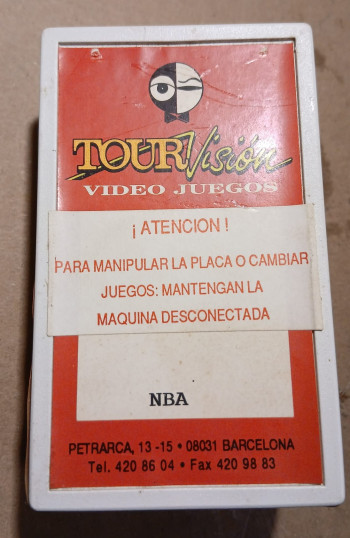 TOURVisión
VIDEO JUEGOS
¡ ATENCION !
PARA MANIPULAR LA PLACA O CAMBIAR
JUEGOS: MANTENGAN LA
MAQUINA DESCONECTADA
NBA
PETRARCA, 13 -15 • 08031 BARCELONA
Tel. 420 86 04 • Fax 420 98 83